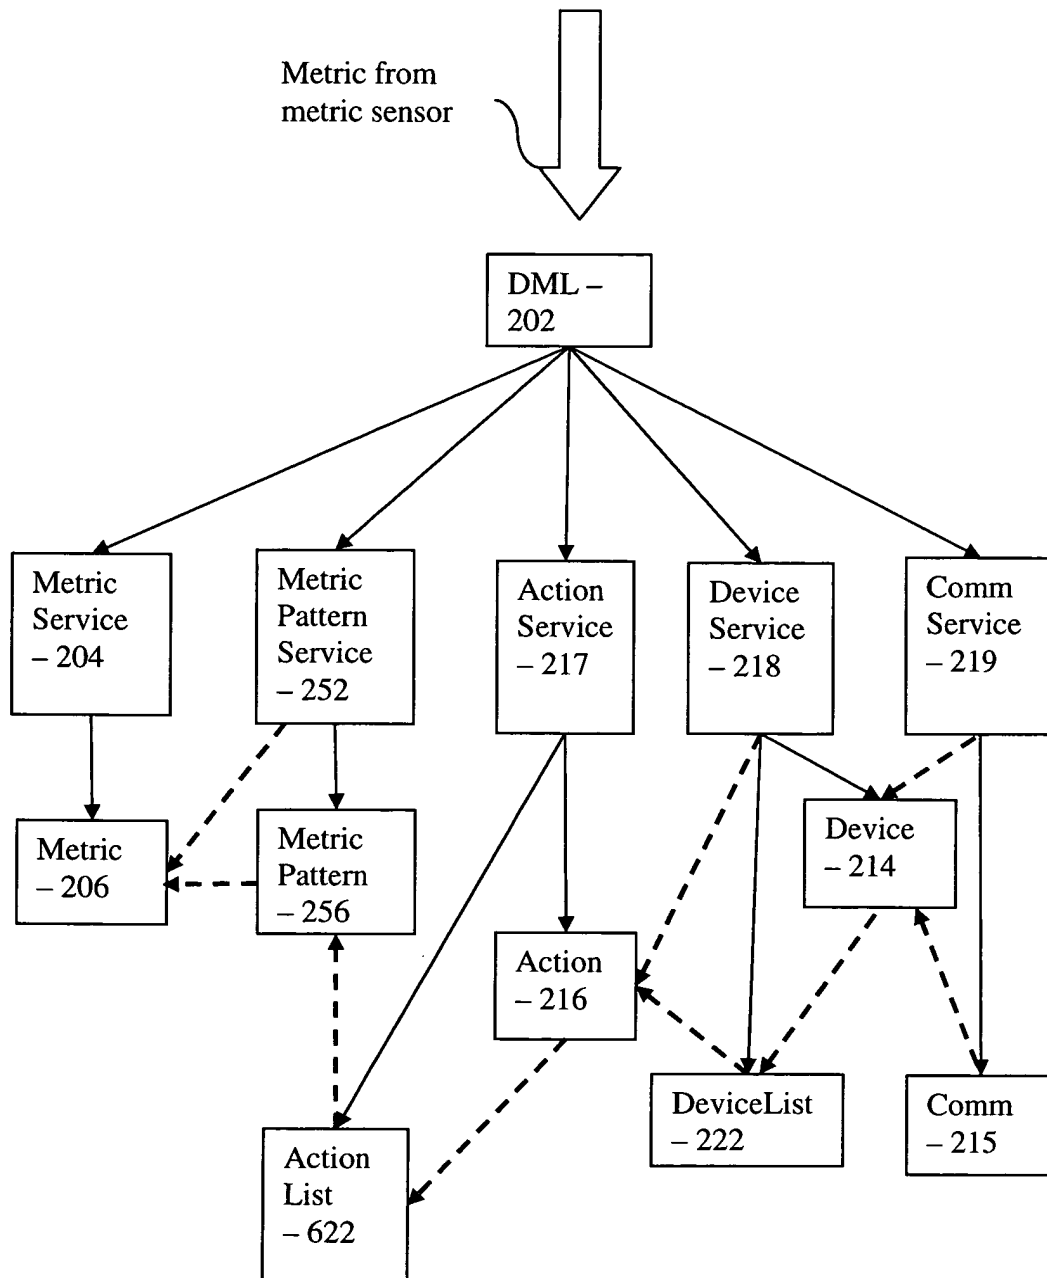 Metric from
metric sensor
DML –
202
Metric
Service
– 204
Metric
Pattern
Service
– 252
Action
Service
– 217
Device
Service
– 218
Comm
Service
– 219
Metric
– 206
Metric
Pattern
– 256
Device
– 214
Action
– 216
DeviceList
– 222
Comm
– 215
Action
List
– 622